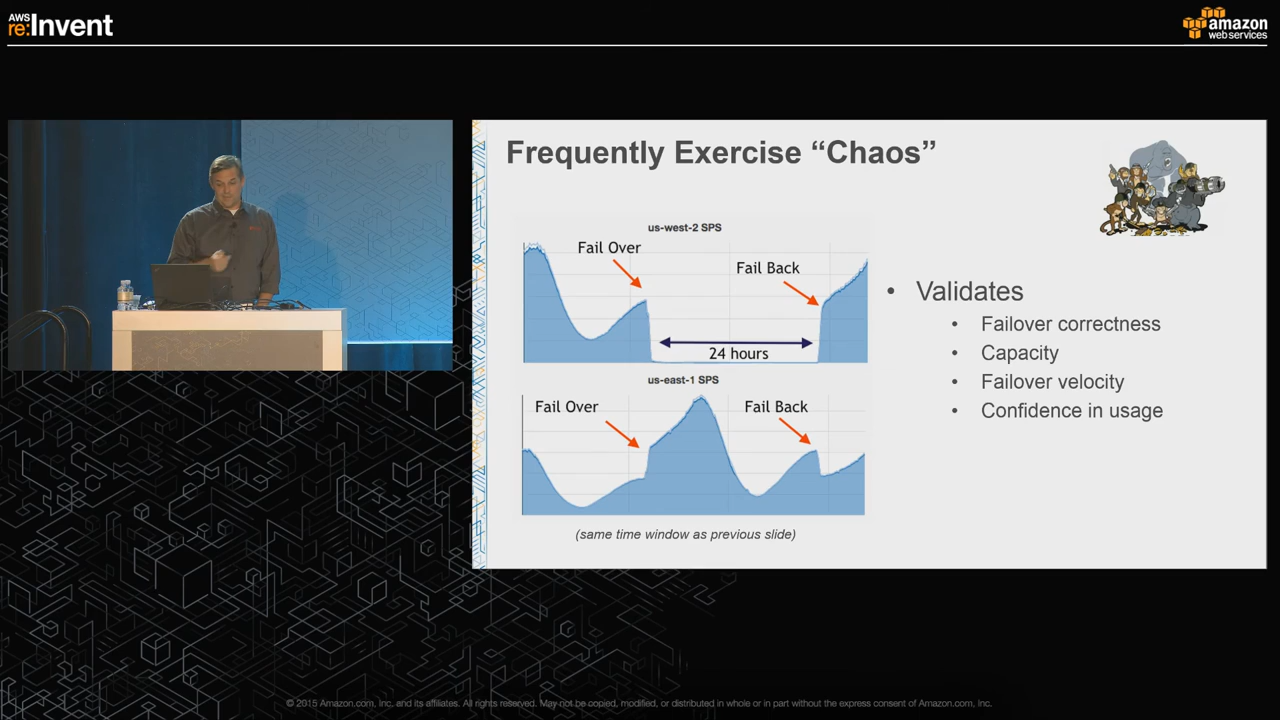 AWS
re:Invent
amazon
web services
Frequently Exercise “Chaos”
us-west-2 SPS
Fail Over
Fail Back
24 hours
us-east-1 SPS
Fail Over
Fail Back
(same time window as previous slide)
• Validates
• Failover correctness
• Capacity
• Failover velocity
• Confidence in usage
© 2015 Amazon.com, Inc. and its affiliates. All rights reserved. May not be copied, modified, or distributed in whole or in part without the express consent of Amazon.com, Inc.